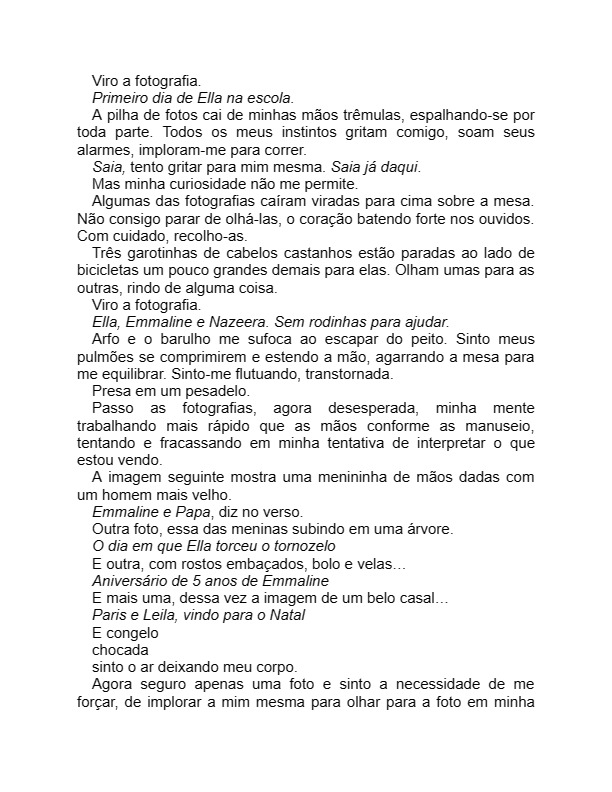 Viro a fotografia.
Primeiro dia de Ella na escola.
A pilha de fotos cai de minhas mãos trêmulas, espalhando-se por
toda parte. Todos os meus instintos gritam comigo, soam seus
alarmes, imploram-me para correr.
Saia, tento gritar para mim mesma. Saia já daqui.
Mas minha curiosidade não me permite.
Algumas das fotografias caíram viradas para cima sobre a mesa.
Não consigo parar de olhá-las, o coração batendo forte nos ouvidos.
Com cuidado, recolho-as.
Três garotinhas de cabelos castanhos estão paradas ao lado de
bicicletas um pouco grandes demais para elas. Olham umas para as
outras, rindo de alguma coisa.
Viro a fotografia.
Ella, Emmaline e Nazeera. Sem rodinhas para ajudar.
Arfo e o barulho me sufoca ao escapar do peito. Sinto meus
pulmões se comprimirem e estendo a mão, agarrando a mesa para
me equilibrar. Sinto-me flutuando, transtornada.
Presa em um pesadelo.
Passo as fotografias, agora desesperada, minha mente
trabalhando mais rápido que as mãos conforme as manuseio,
tentando e fracassando em minha tentativa de interpretar o que
estou vendo.
A imagem seguinte mostra uma menininha de mãos dadas com
um homem mais velho.
Emmaline e Papa, diz no verso.
Outra foto, essa das meninas subindo em uma árvore.
O dia em que Ella torceu o tornozelo
E outra, com rostos embaçados, bolo e velas…
Aniversário de 5 anos de Emmaline
E mais uma, dessa vez a imagem de um belo casal…
Paris e Leila, vindo para o Natal
E congelo
chocada
sinto o ar deixando meu corpo.
Agora seguro apenas uma foto e sinto a necessidade de me
forçar, de implorar a mim mesma para olhar para a foto em minha